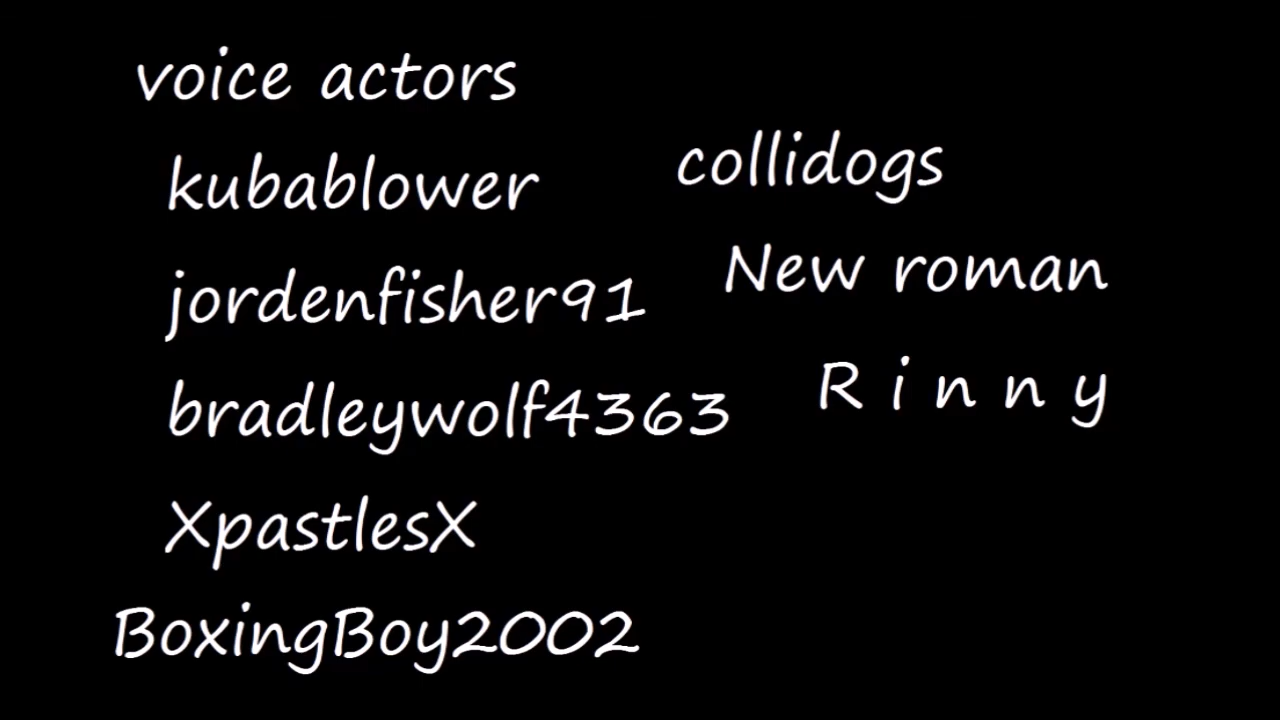 voice actors
kubablower
jordenfisher91
bradleywolf4363
XpastlesX
BoxingBoy2002
collidogs
New roman
R i n n y